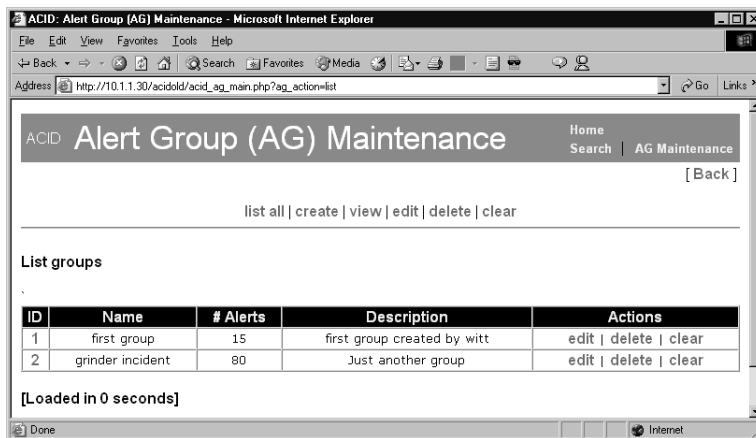 ACID: Alert Group (AG) Maintenance - Microsoft Internet Explorer
File Edit View Favorites Tools Help
Back Search Favorites Media
Address http://10.1.1.30/acidold/acid_ag_main.php?ag_action=list Go Links »
ACID Alert Group (AG) Maintenance
Home
Search | AG Maintenance
[ Back ]
list all | create | view | edit | delete | clear
List groups
`
ID Name # Alerts Description Actions
1 first group 15 first group created by witt edit | delete | clear
2 grinder incident 80 Just another group edit | delete | clear
[Loaded in 0 seconds]
Done Internet